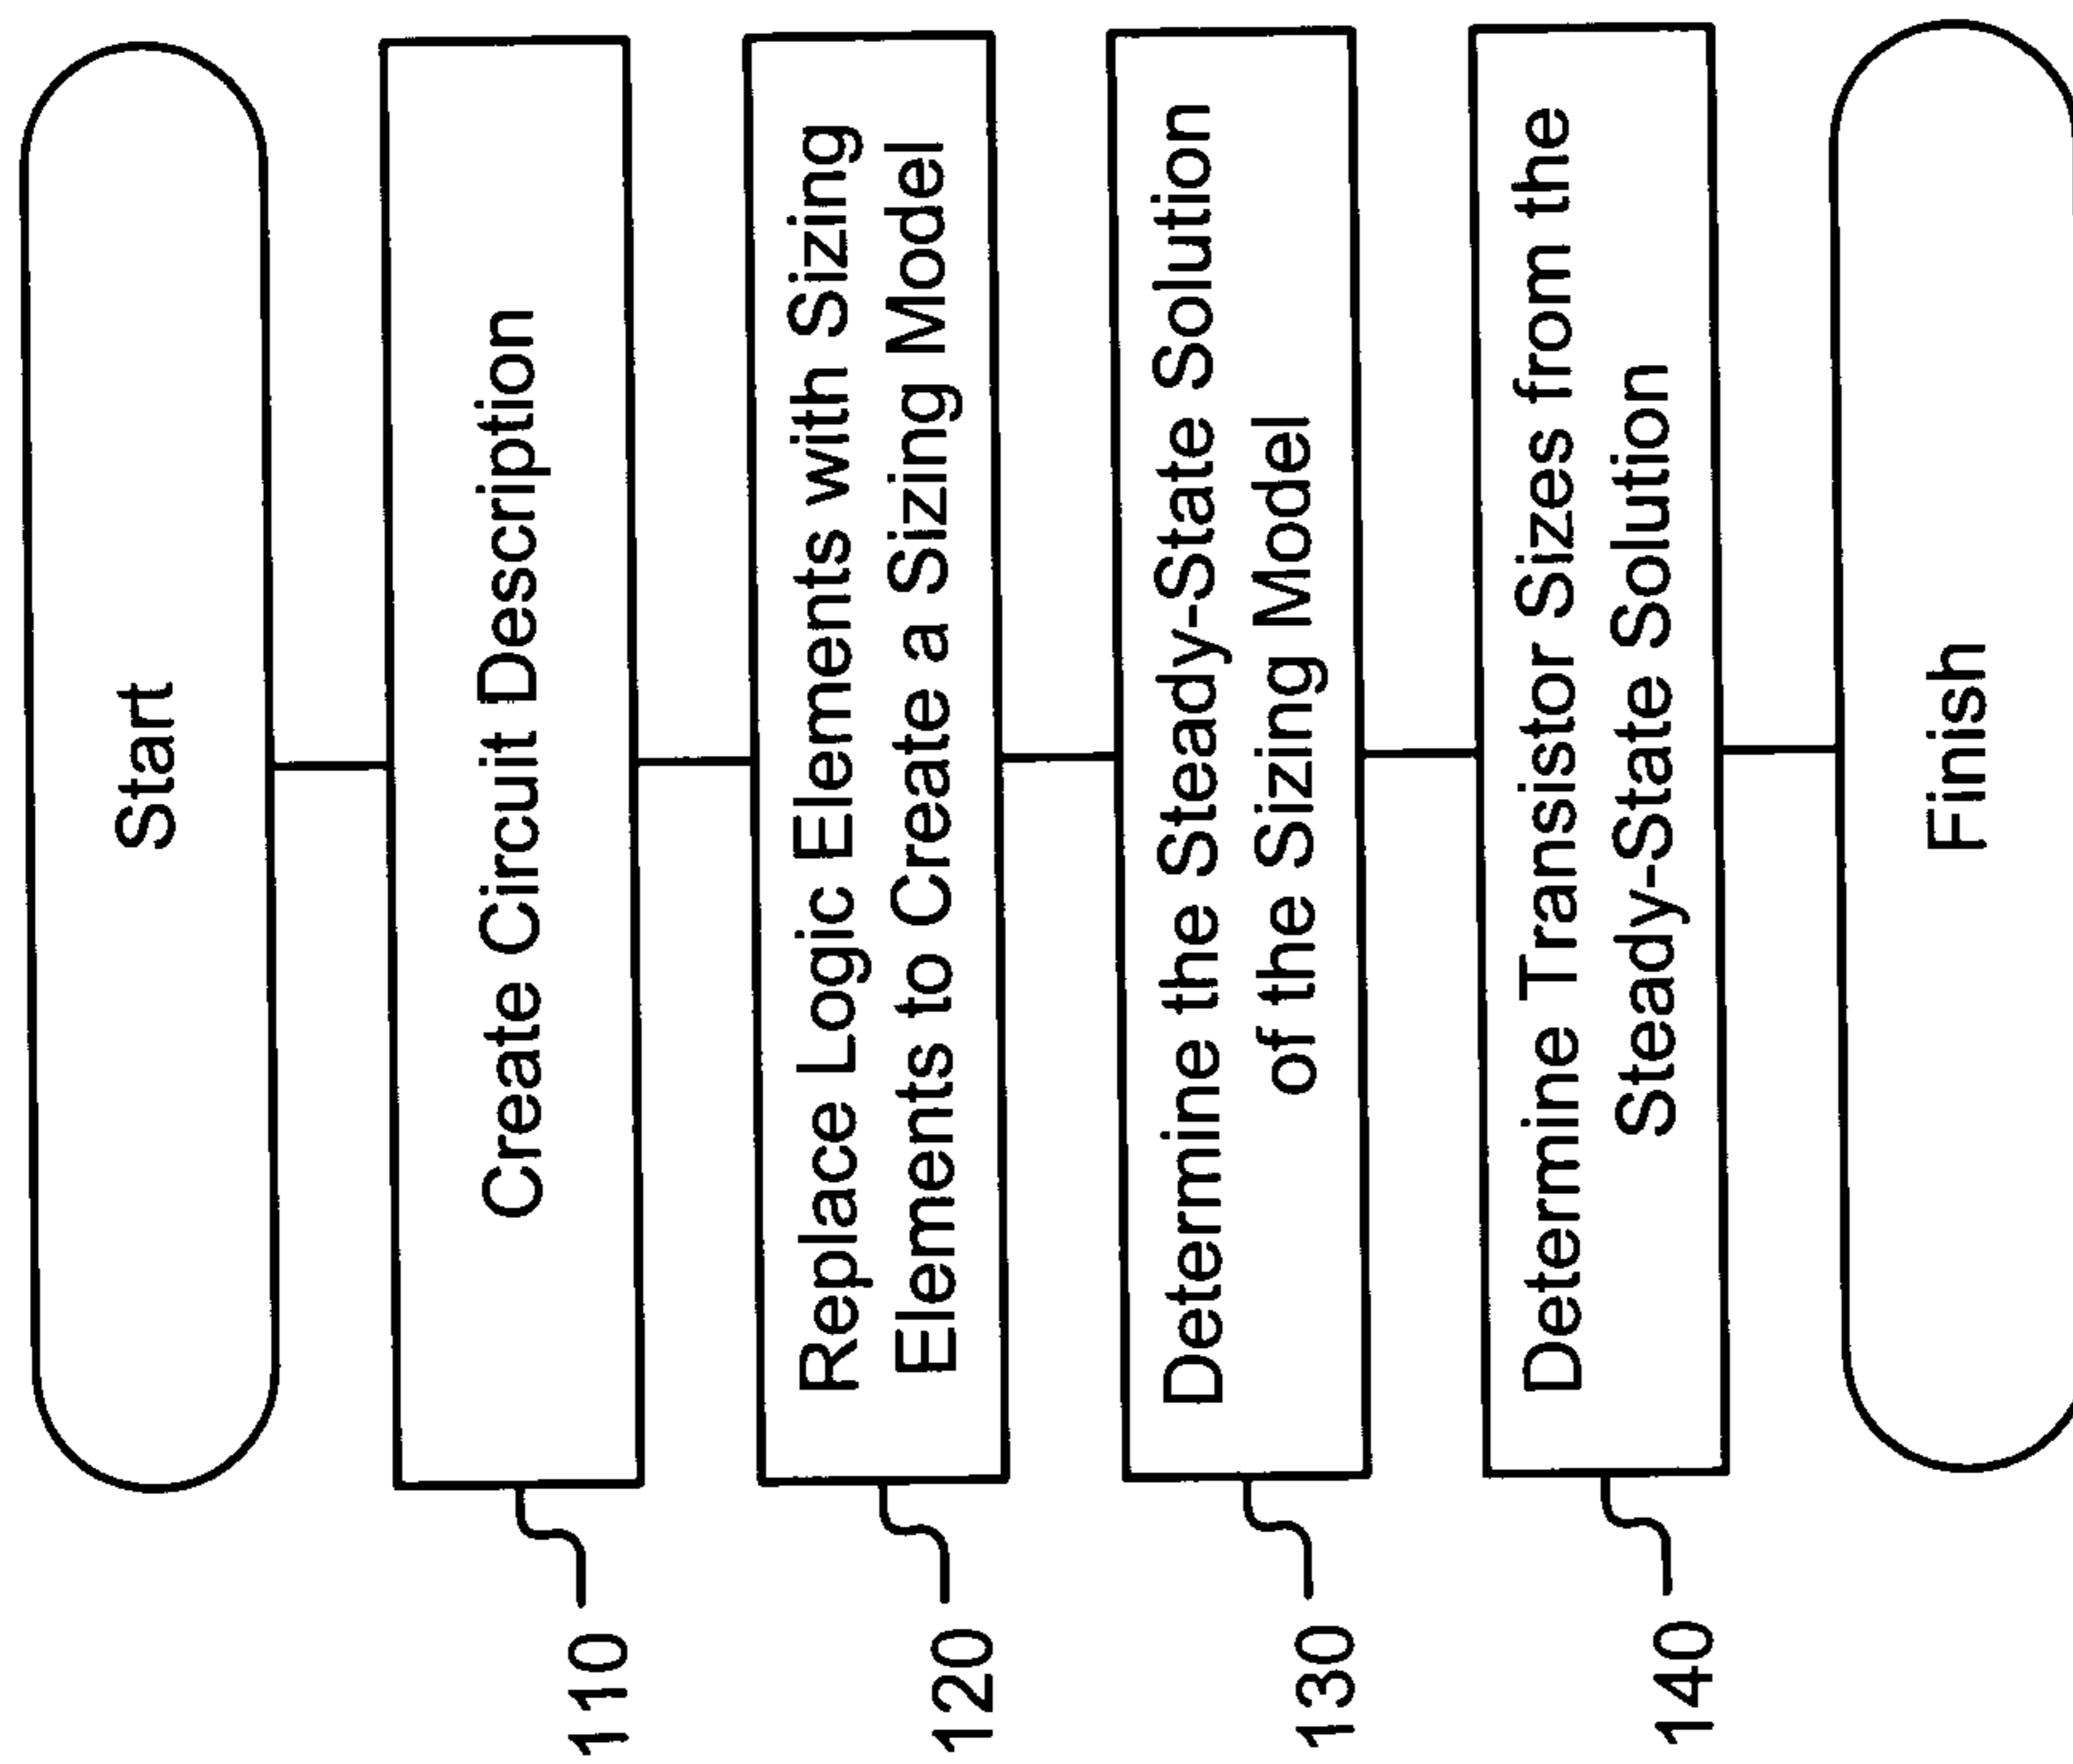 Start
110
Create Circuit Description
120
Replace Logic Elements with Sizing
Elements to Create a Sizing Model
130
Determine the Steady-State Solution
of the Sizing Model
140
Determine Transistor Sizes from the
Steady-State Solution
Finish